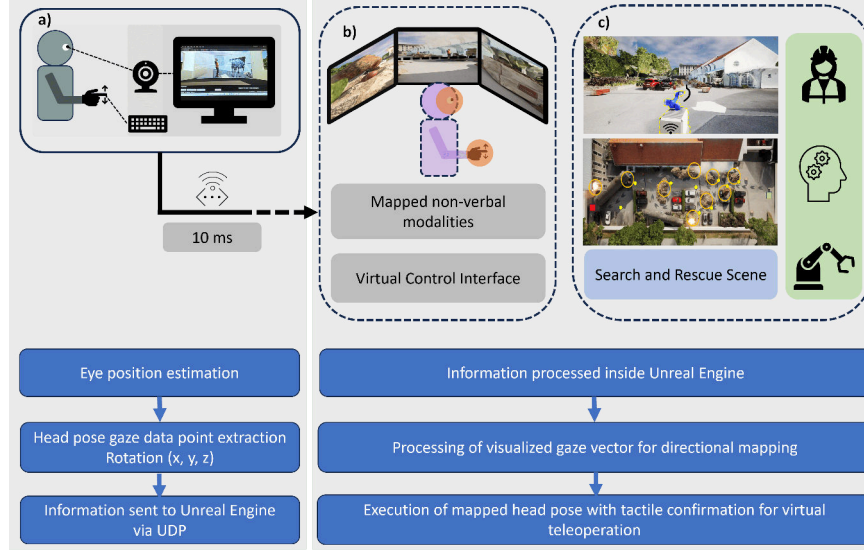 a)
b)
c)
10 ms
Mapped non-verbal
modalities
Virtual Control Interface
Search and Rescue Scene
Eye position estimation
Head pose gaze data point extraction
Rotation (x, y, z)
Information sent to Unreal Engine
via UDP
Information processed inside Unreal Engine
Processing of visualized gaze vector for directional mapping
Execution of mapped head pose with tactile confirmation for virtual
teleoperation